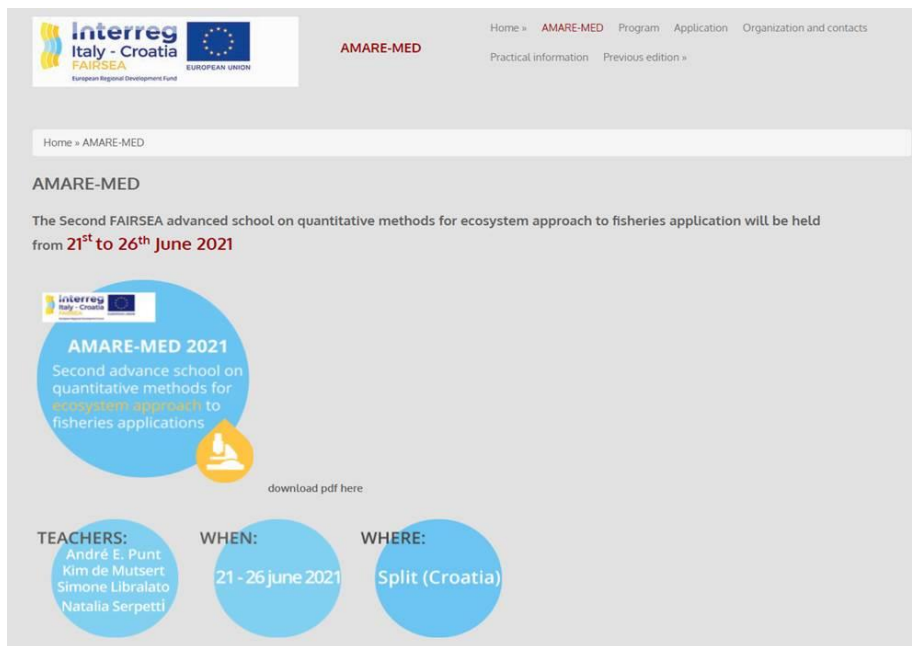 Interreg
Italy - Croatia
FAIRSEA
European Regional Development Fund
EUROPEAN UNION
AMARE-MED
Home » AMARE-MED Program Application Organization and contacts
Practical information Previous edition »
Home » AMARE-MED
AMARE-MED
The Second FAIRSEA advanced school on quantitative methods for ecosystem approach to fisheries application will be held
from 21st to 26th June 2021
Interreg
Italy - Croatia
AMARE-MED 2021
Second advance school on
quantitative methods for
ecosystem approach to
fisheries applications
download pdf here
TEACHERS:
André E. Punt
Kim de Mutsert
Simone Libralato
Natalia Serpetti
WHEN:
21 - 26 june 2021
WHERE:
Split (Croatia)